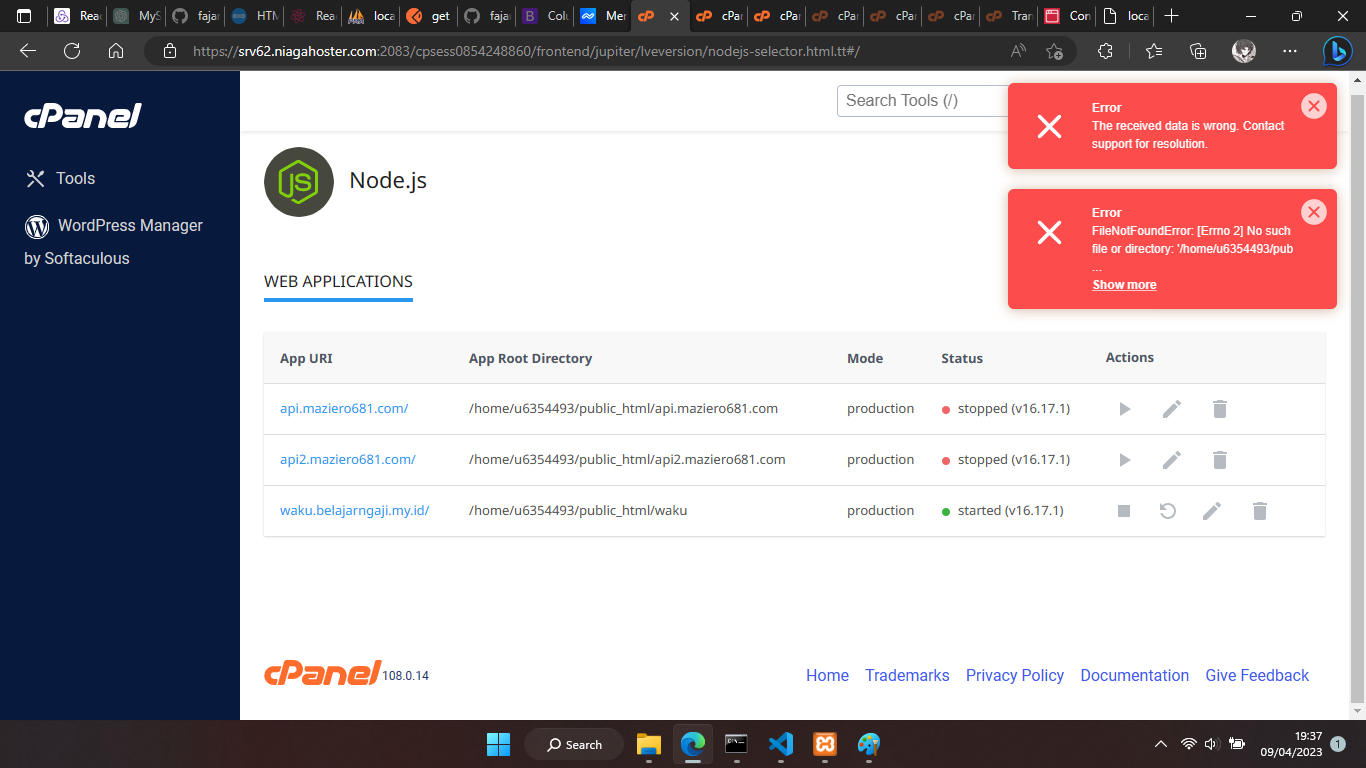 Rea
MyS
fajar
HTM
Rea
loca
get
fajar
Colu
Mer
cPar
cPar
cPar
cPar
cPar
Tran
Con
loca
https://srv62.niagahoster.com:2083/cpsess0854248860/frontend/jupiter/lveversion/nodejs-selector.html.tt#/
cPanel
Tools
WordPress Manager
by Softaculous
Search Tools (/)
Error
The received data is wrong. Contact
support for resolution.
Error
FileNotFoundError: [Errno 2] No such
file or directory: '/home/u6354493/pub
...
Show more
JS
Node.js
WEB APPLICATIONS
App URI App Root Directory Mode Status Actions
api.maziero681.com/ /home/u6354493/public_html/api.maziero681.com production stopped (v16.17.1)
api2.maziero681.com/ /home/u6354493/public_html/api2.maziero681.com production stopped (v16.17.1)
waku.belajarngaji.my.id/ /home/u6354493/public_html/waku production started (v16.17.1)
cPanel 108.0.14
Home Trademarks Privacy Policy Documentation Give Feedback
Search
19:37
09/04/2023
1